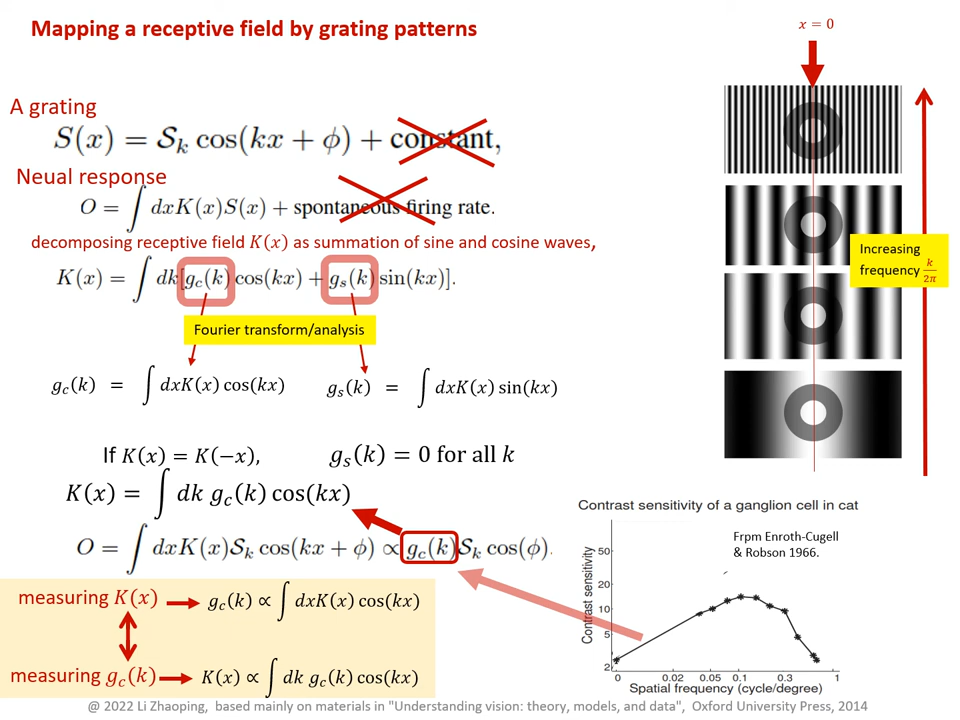 Mapping a receptive field by grating patterns
x = 0
A grating
S(x) = 𝒮ₖ cos(kx + ϕ) + constant,
Neual response
O = ∫ dxK(x)S(x) + spontaneous firing rate.
decomposing receptive field K(x) as summation of sine and cosine waves,
K(x) = ∫ dk[g_c(k) cos(kx) + g_s(k) sin(kx)].
Fourier transform/analysis
g_c(k) = ∫ dxK(x) cos(kx)
g_s(k) = ∫ dxK(x) sin(kx)
If K(x) = K(−x),
g_s(k) = 0 for all k
K(x) = ∫ dk g_c(k) cos(kx)
O = ∫ dxK(x)𝒮ₖ cos(kx + ϕ) ∝ g_c(k)𝒮ₖ cos(ϕ).
measuring K(x)
g_c(k) ∝ ∫ dxK(x) cos(kx)
measuring g_c(k)
K(x) ∝ ∫ dk g_c(k) cos(kx)
Increasing
frequency k/2π
Contrast sensitivity of a ganglion cell in cat
Frpm Enroth-Cugell
& Robson 1966.
Contrast sensitivity
50
20
10
5
2
0 0.02 0.05 0.1 0.3 1
Spatial frequency (cycle/degree)
@ 2022 Li Zhaoping, based mainly on materials in "Understanding vision: theory, models, and data", Oxford University Press, 2014